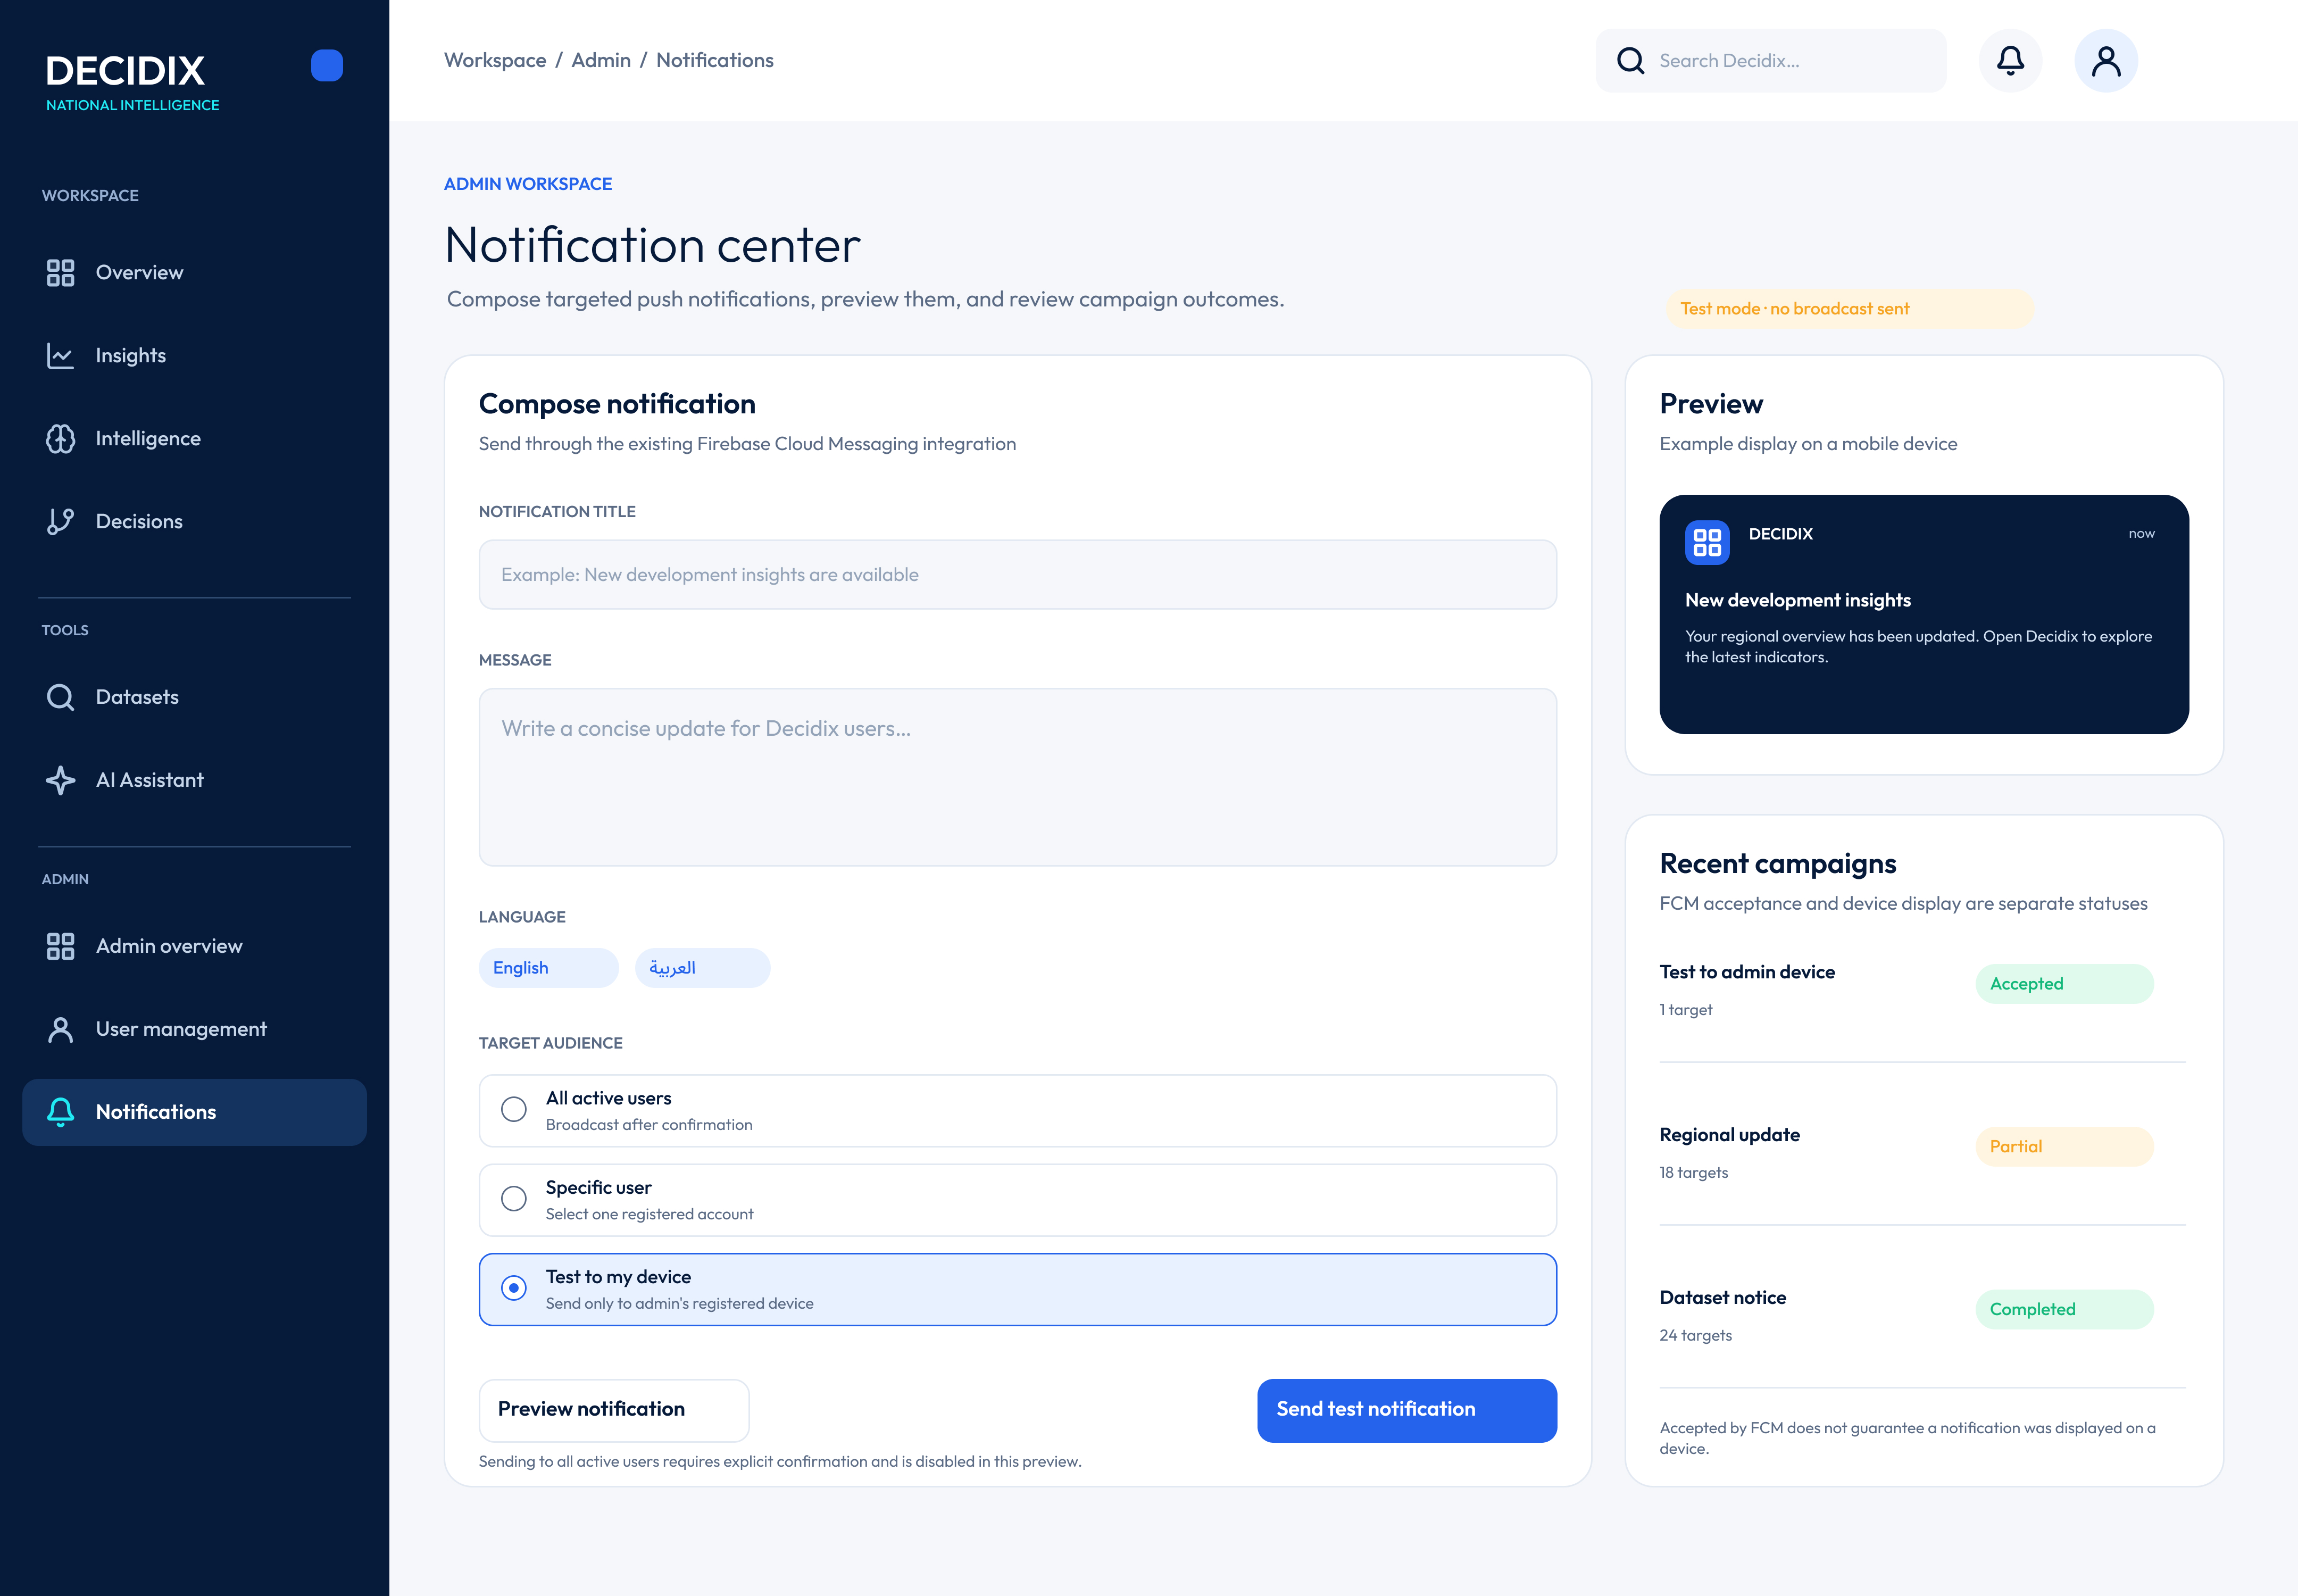 DECIDIX
NATIONAL INTELLIGENCE
WORKSPACE
Overview
Insights
Intelligence
Decisions
TOOLS
Datasets
AI Assistant
ADMIN
Admin overview
User management
Notifications
Workspace / Admin / Notifications
Search Decidix...
ADMIN WORKSPACE
Notification center
Compose targeted push notifications, preview them, and review campaign outcomes.
Test mode · no broadcast sent
Compose notification
Send through the existing Firebase Cloud Messaging integration
NOTIFICATION TITLE
Example: New development insights are available
MESSAGE
Write a concise update for Decidix users...
LANGUAGE
English
العربية
TARGET AUDIENCE
All active users
Broadcast after confirmation
Specific user
Select one registered account
Test to my device
Send only to admin's registered device
Preview notification
Send test notification
Sending to all active users requires explicit confirmation and is disabled in this preview.
Preview
Example display on a mobile device
DECIDIX
now
New development insights
Your regional overview has been updated. Open Decidix to explore
the latest indicators.
Recent campaigns
FCM acceptance and device display are separate statuses
Test to admin device
Accepted
1 target
Regional update
Partial
18 targets
Dataset notice
Completed
24 targets
Accepted by FCM does not guarantee a notification was displayed on a
device.